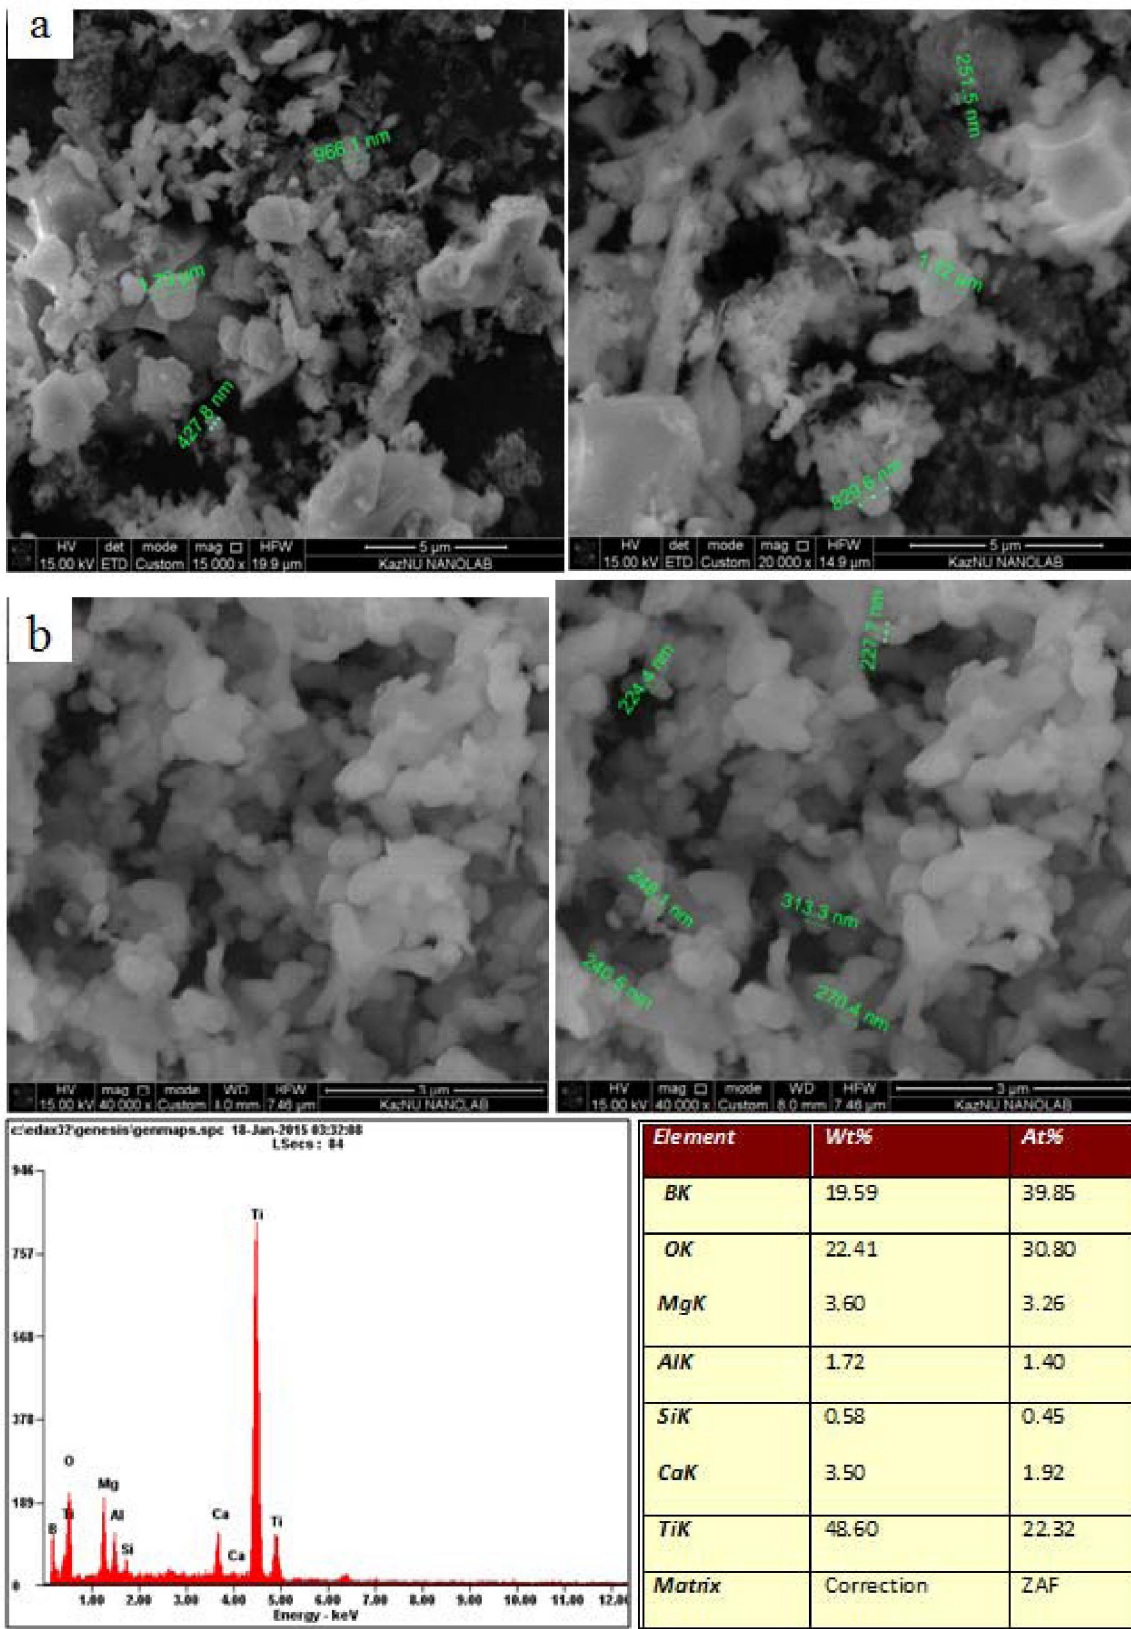 a
966.1 nm
1.75 µm
427.8 nm
HV det mode mag HFW 5 µm
15.00 kV ETD Custom 15 000 x 19.9 µm KazNU NANOLAB
251.5 nm
1.12 µm
829.6 nm
HV det mode mag HFW 5 µm
15.00 kV ETD Custom 20 000 x 14.9 µm KazNU NANOLAB
b
HV mag mode WD HFW 3 µm
15.00 kV 40 000 x Custom 8.0 mm 7.46 µm KazNU NANOLAB
227.7 nm
224.4 nm
248.1 nm
313.3 nm
240.6 nm
270.4 nm
HV mag mode WD HFW 3 µm
15.00 kV 40 000 x Custom 8.0 mm 7.46 µm KazNU NANOLAB
c:\edax32\genesis\genmaps.spc 18-Jan-2015 03:32:08
LSecs : 84
946
757
568
378
189
0
Ti
O
Mg
Ti
Al
B
Si
Ca
Ca
Ti
1.00 2.00 3.00 4.00 5.00 6.00 7.00 8.00 9.00 10.00 11.00 12.0
Energy - keV
Element Wt% At%
BK 19.59 39.85
OK 22.41 30.80
MgK 3.60 3.26
AlK 1.72 1.40
SiK 0.58 0.45
CaK 3.50 1.92
TiK 48.60 22.32
Matrix Correction ZAF